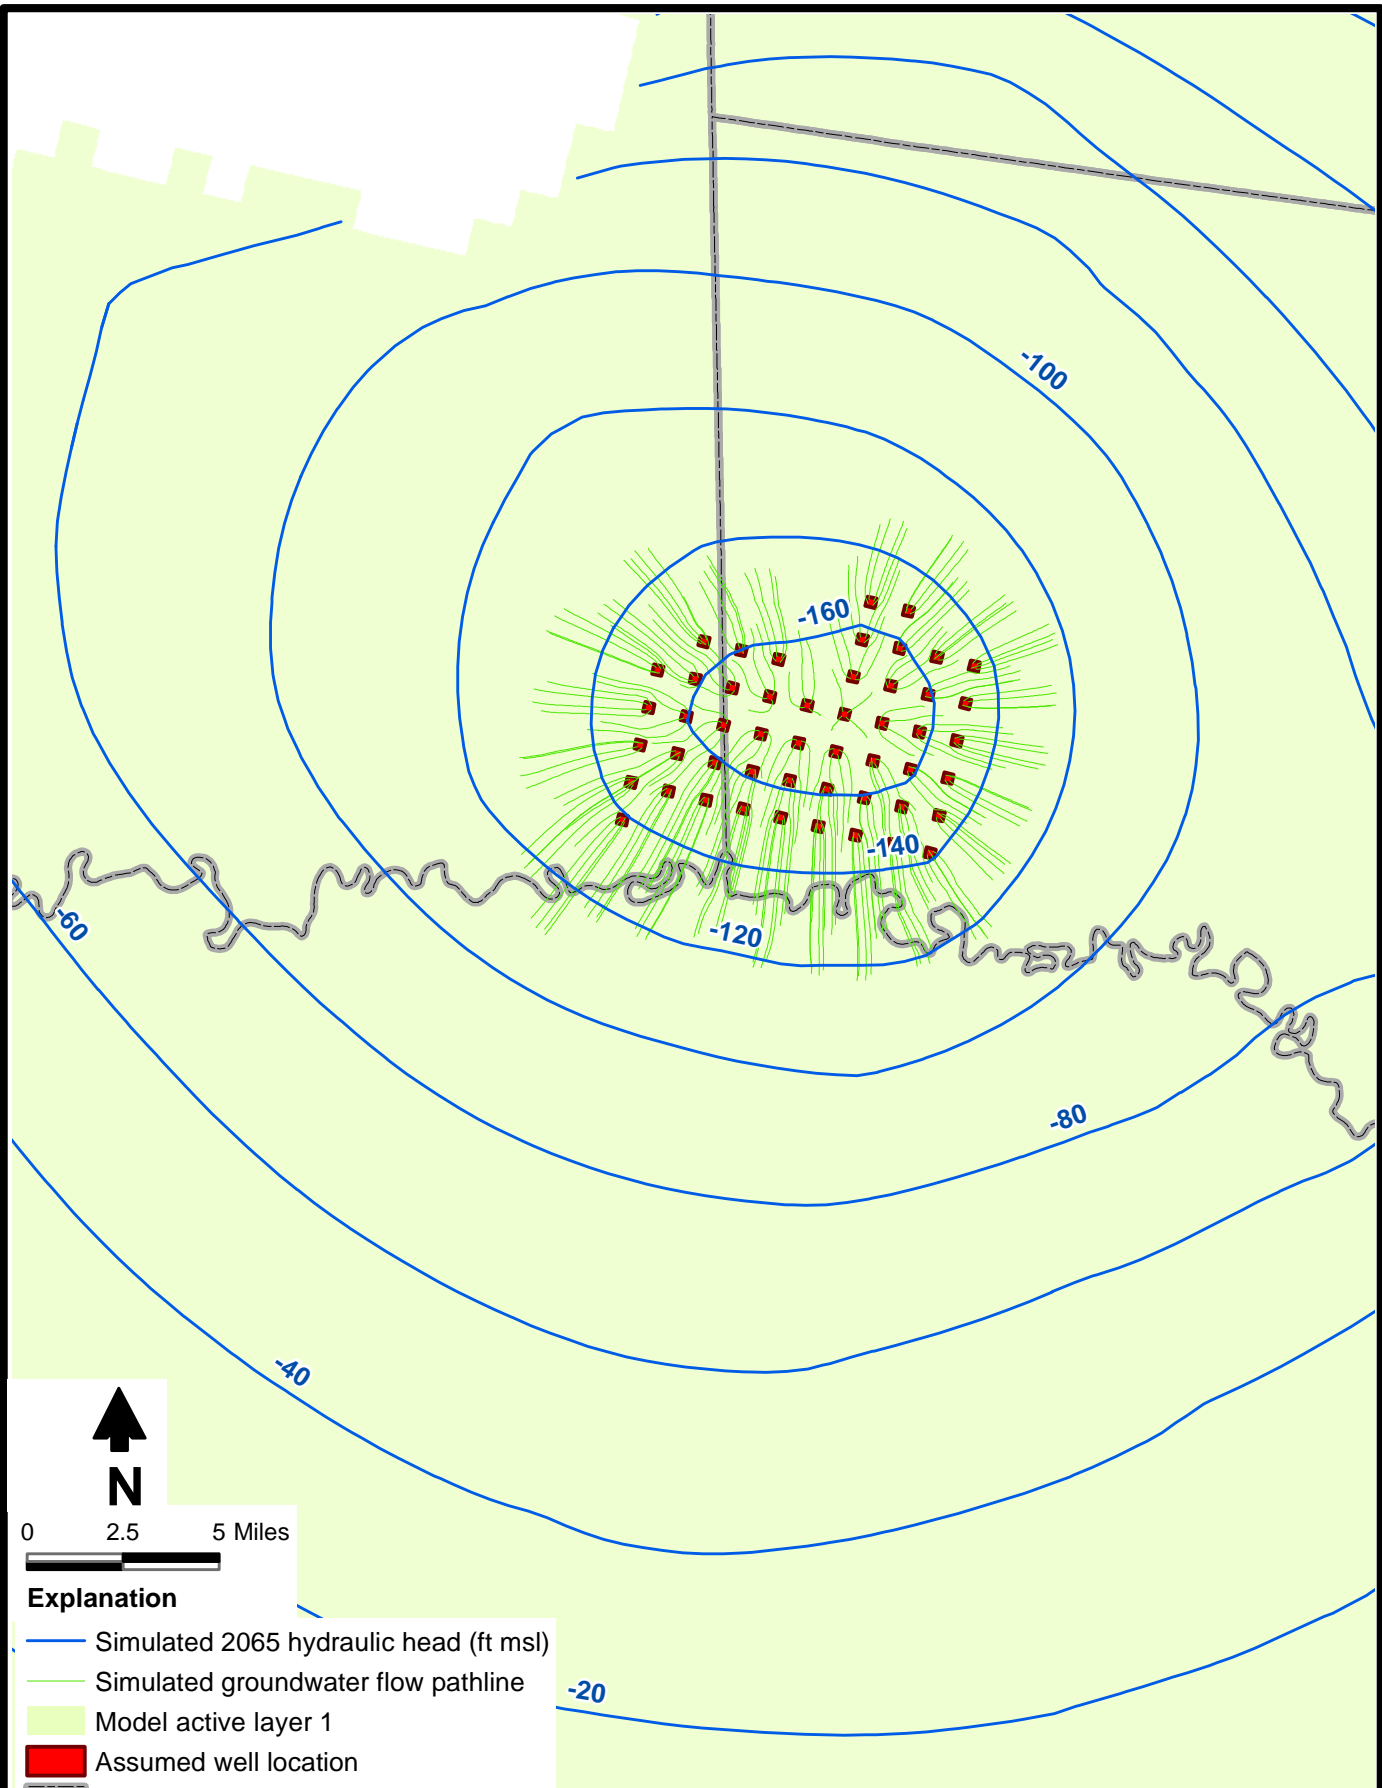 -100
-160
-140
-60
-120
-80
-40
N
0 2.5 5 Miles
Explanation
Simulated 2065 hydraulic head (ft msl)
Simulated groundwater flow pathline
-20
Model active layer 1
Assumed well location